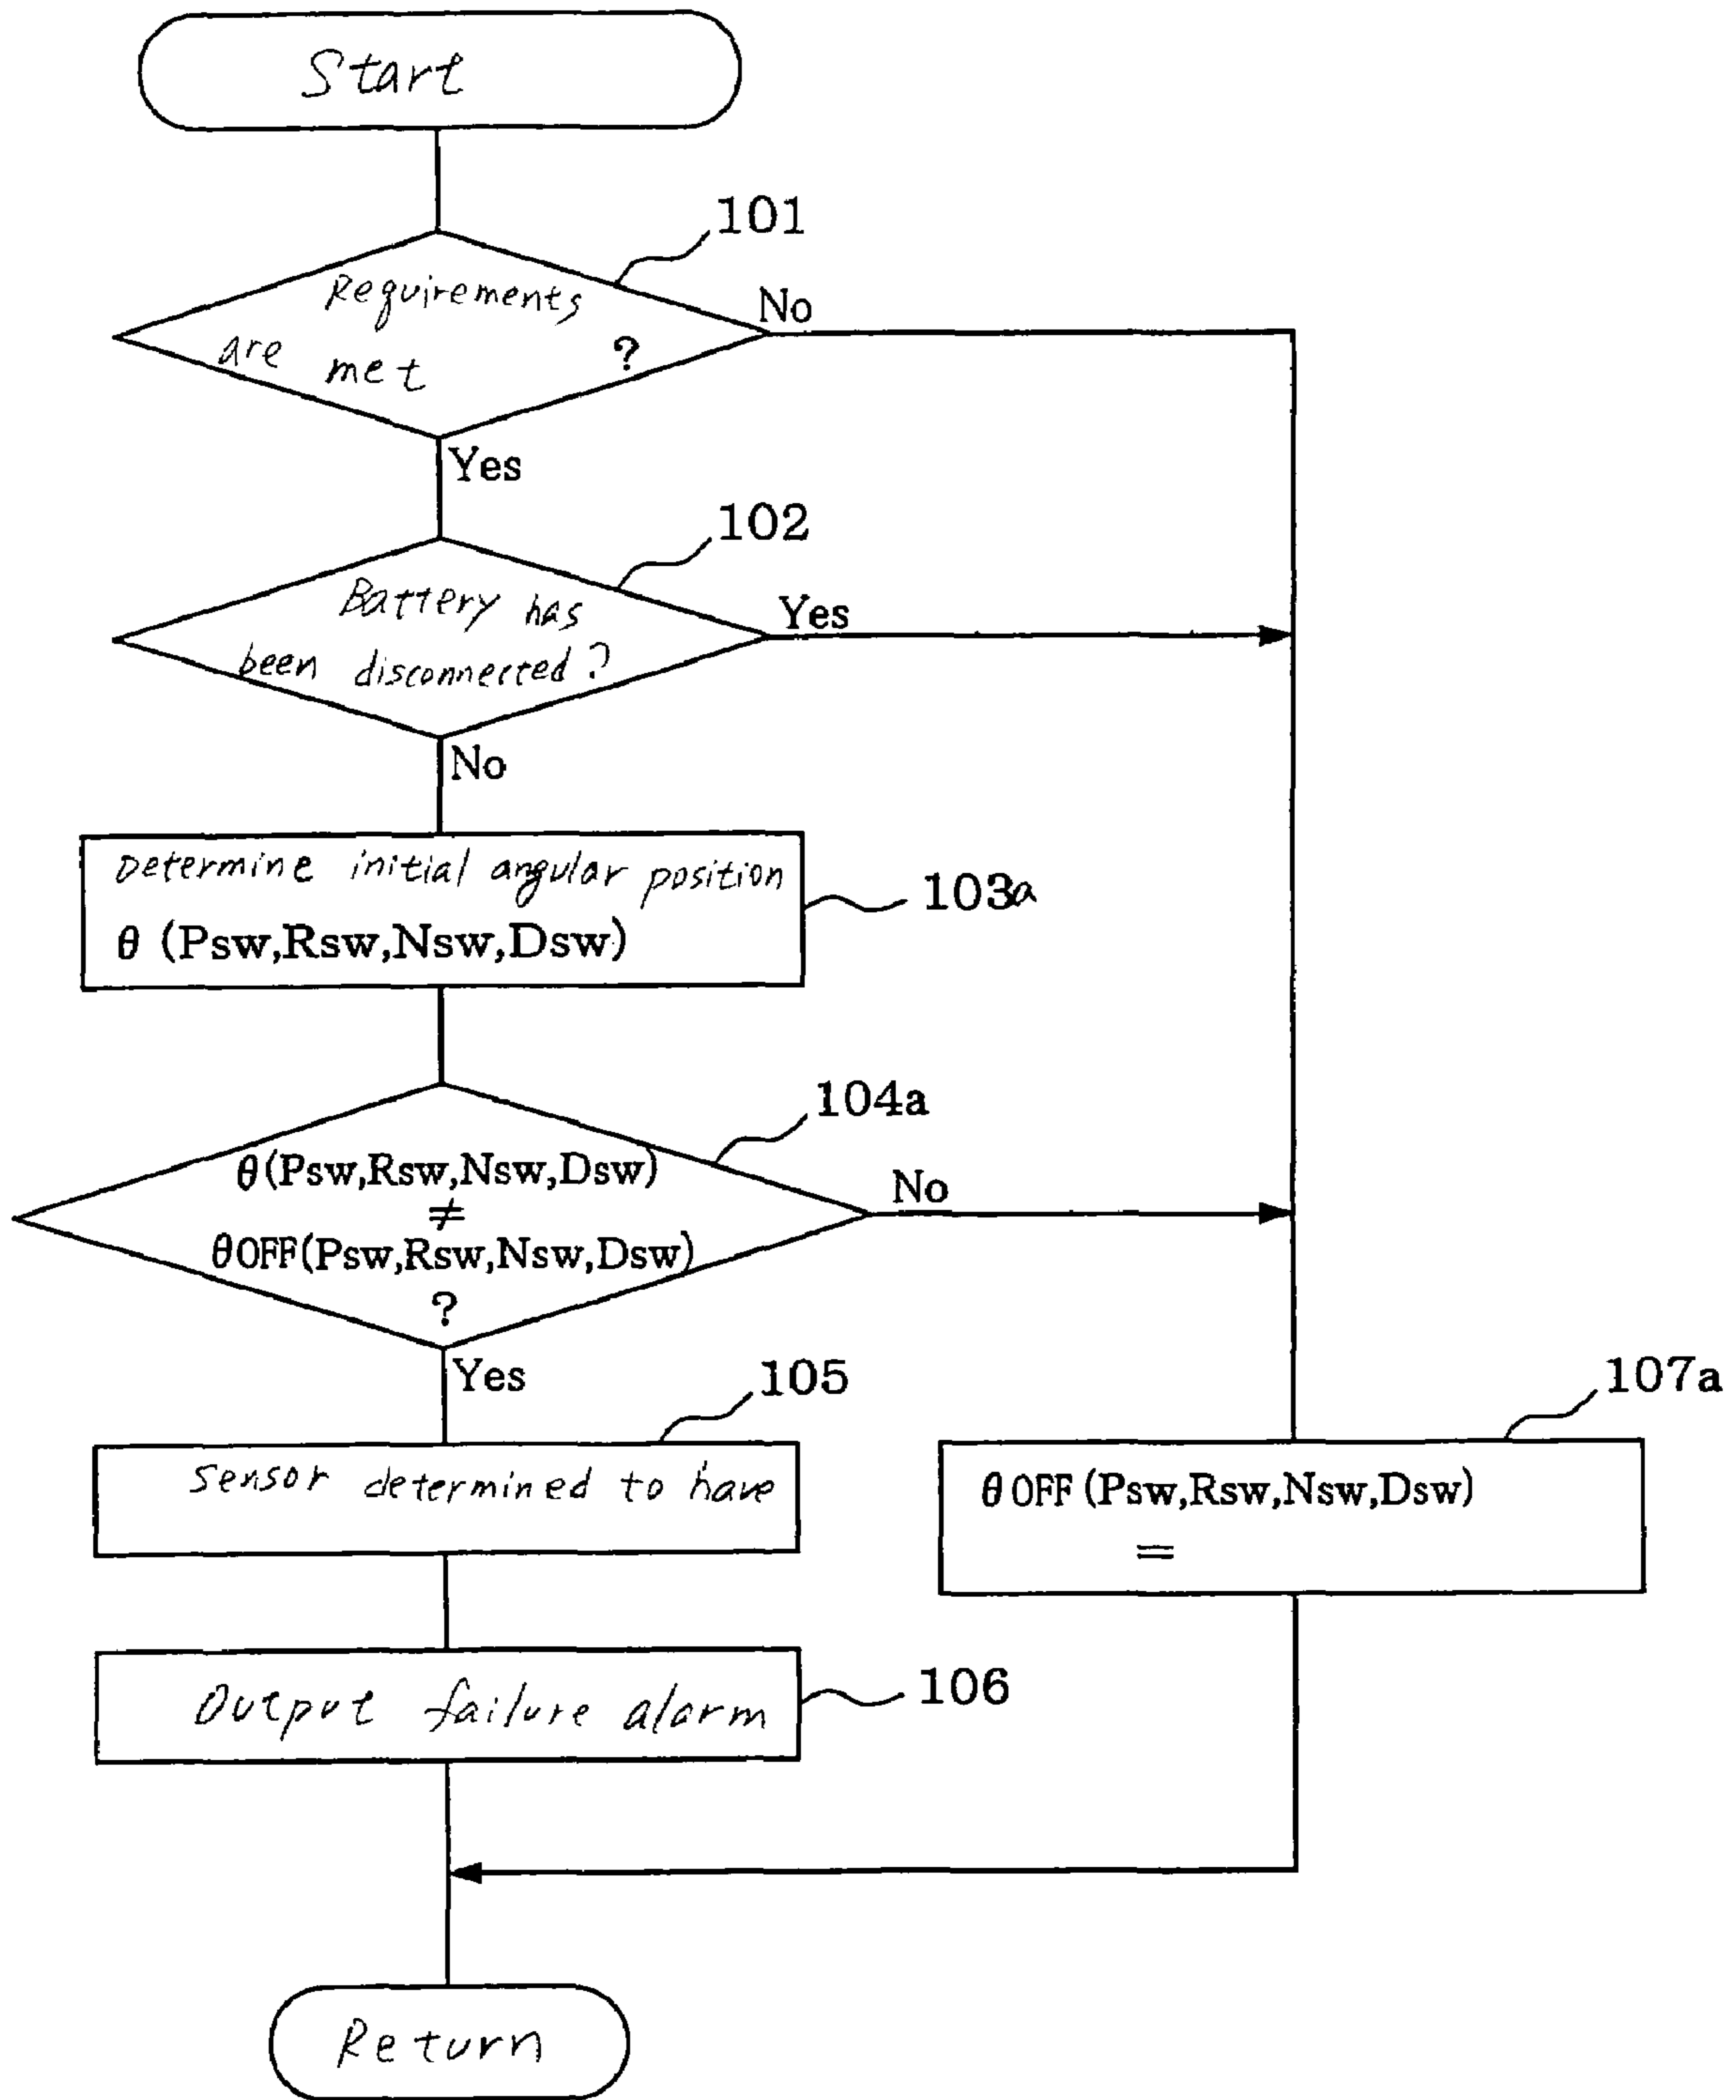 Start
101
Requirements
are met ?
No
Yes
102
Battery has
been disconnected?
Yes
No
Determine initial angular position
θ (Psw,Rsw,Nsw,Dsw)
103a
104a
θ(Psw,Rsw,Nsw,Dsw)
≠
θOFF(Psw,Rsw,Nsw,Dsw)
?
No
Yes
105
Sensor determined to have
107a
θOFF(Psw,Rsw,Nsw,Dsw)
=
Output failure alarm
106
Return